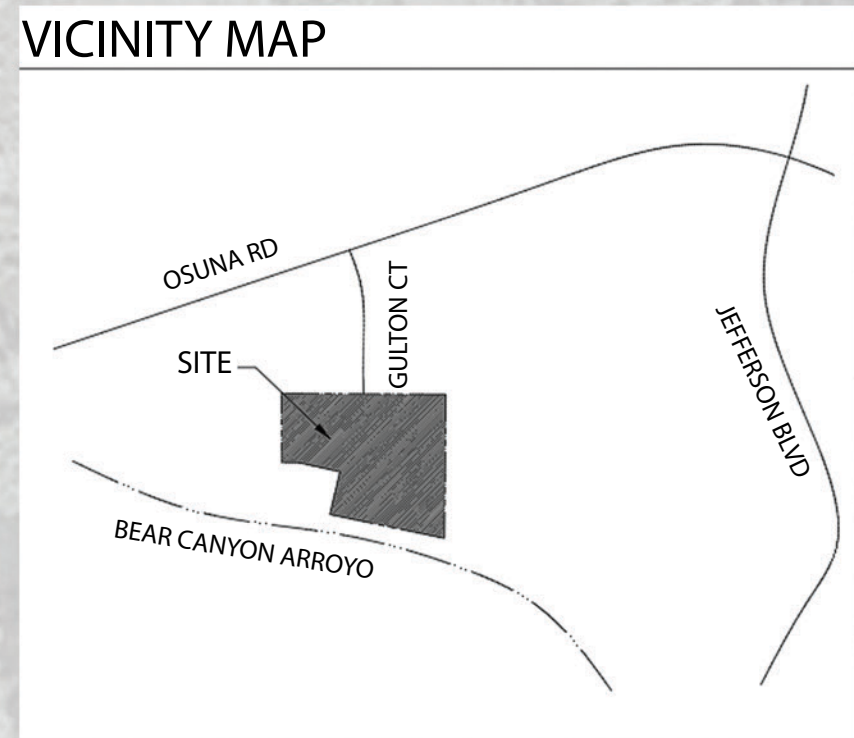 VICINITY MAP
OSUNA RD
GULTON CT
SITE
JEFFERSON BLVD
BEAR CANYON ARROYO